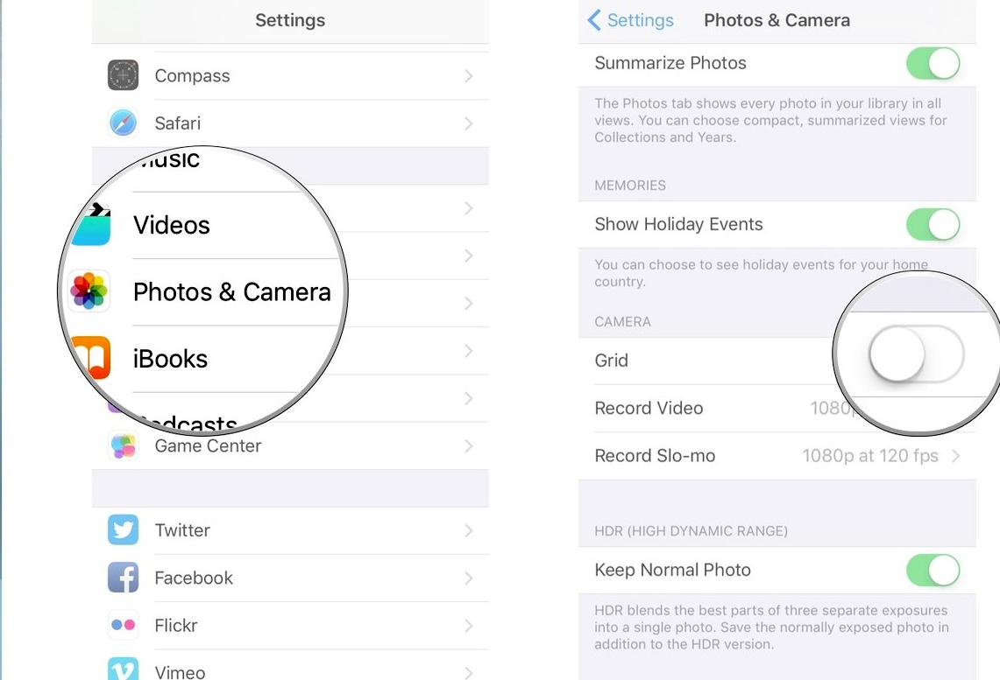 Settings
Compass
Safari
Music
Videos
Photos & Camera
iBooks
Podcasts
Game Center
Twitter
Facebook
Flickr
Vimeo
Settings
Photos & Camera
Summarize Photos
The Photos tab shows every photo in your library in all
views. You can choose compact, summarized views for
Collections and Years.
MEMORIES
Show Holiday Events
You can choose to see holiday events for your home
country.
CAMERA
Grid
Record Video 1080p
Record Slo-mo 1080p at 120 fps
HDR (HIGH DYNAMIC RANGE)
Keep Normal Photo
HDR blends the best parts of three separate exposures
into a single photo. Save the normally exposed photo in
addition to the HDR version.